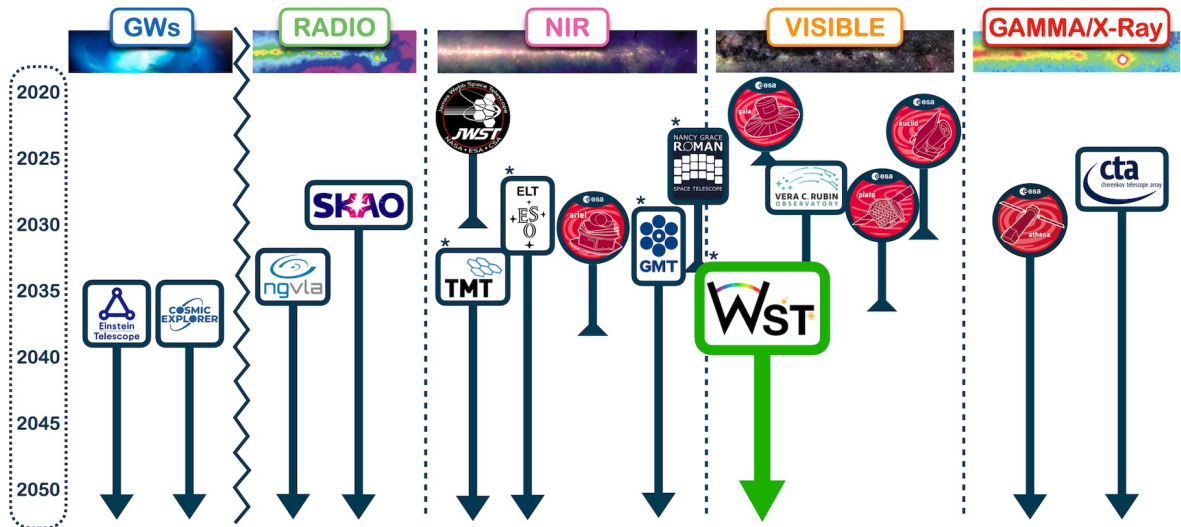 GWs
RADIO
NIR
VISIBLE
GAMMA/X-Ray
2020
2025
2030
2035
2040
2045
2050
Einstein
Telescope
COSMIC
EXPLORER
ngvla
SKAO
James Webb Space Telescope
JWST
NASA • ESA • CSA
*
TMT
*
ELT
ES
O
esa
ariel
*
GMT
*
NANCY GRACE
ROMAN
SPACE TELESCOPE
*
WST
esa
gaia
VERA C. RUBIN
OBSERVATORY
esa
plato
esa
euclid
esa
athena
cta
cherenkov telescope array